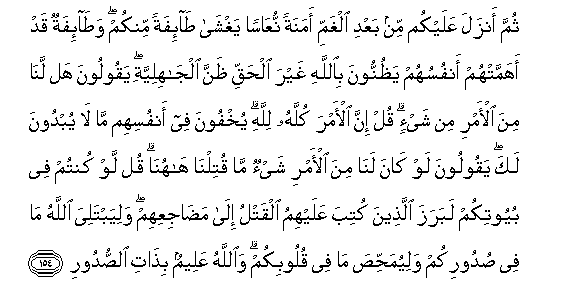 ثُمَّ أَنزَلَ عَلَيْكُم مِّنۢ بَعْدِ ٱلْغَمِّ أَمَنَةً نُّعَاسًا يَغْشَىٰ طَآئِفَةً مِّنكُمْ ۖ وَطَآئِفَةٌ قَدْ
أَهَمَّتْهُمْ أَنفُسُهُمْ يَظُنُّونَ بِٱللَّهِ غَيْرَ ٱلْحَقِّ ظَنَّ ٱلْجَـٰهِلِيَّةِ ۖ يَقُولُونَ هَل لَّنَا
مِنَ ٱلْأَمْرِ مِن شَىْءٍ ۗ قُلْ إِنَّ ٱلْأَمْرَ كُلَّهُۥ لِلَّهِ ۗ يُخْفُونَ فِىٓ أَنفُسِهِم مَّا لَا يُبْدُونَ
لَكَ ۖ يَقُولُونَ لَوْ كَانَ لَنَا مِنَ ٱلْأَمْرِ شَىْءٌ مَّا قُتِلْنَا هَـٰهُنَا ۗ قُل لَّوْ كُنتُمْ فِى
بُيُوتِكُمْ لَبَرَزَ ٱلَّذِينَ كُتِبَ عَلَيْهِمُ ٱلْقَتْلُ إِلَىٰ مَضَاجِعِهِمْ ۖ وَلِيَبْتَلِىَ ٱللَّهُ مَا
فِى صُدُورِكُمْ وَلِيُمَحِّصَ مَا فِى قُلُوبِكُمْ ۗ وَٱللَّهُ عَلِيمٌۢ بِذَاتِ ٱلصُّدُورِ ١٥٤